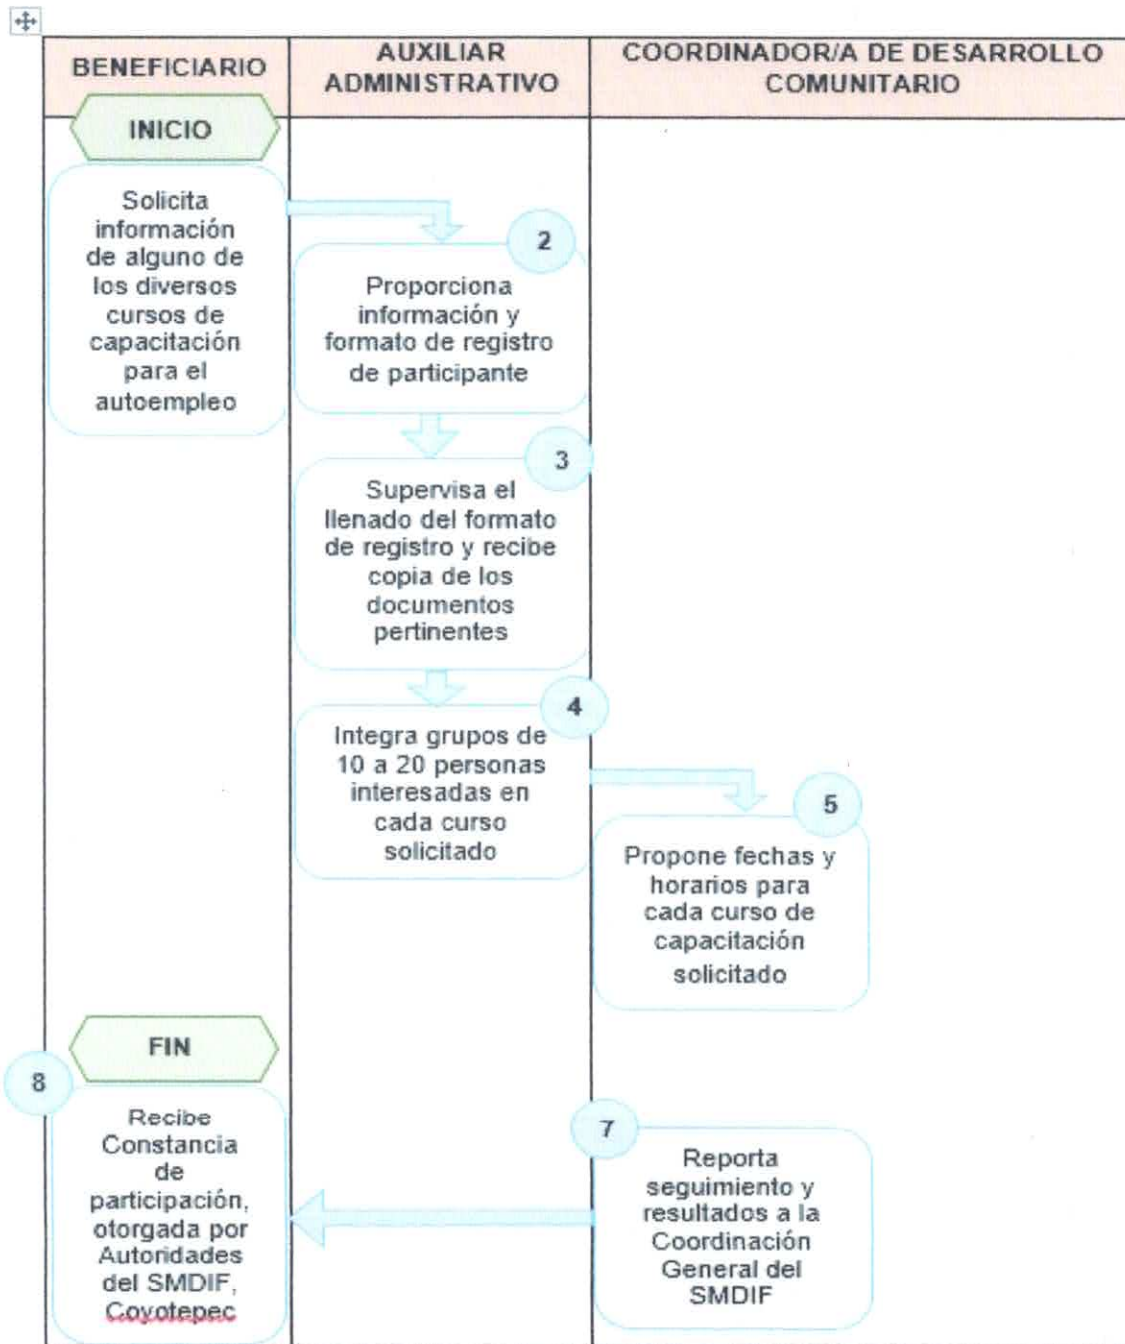 BENEFICIARIO
AUXILIAR
ADMINISTRATIVO
COORDINADOR/A DE DESARROLLO
COMUNITARIO
INICIO
Solicita
información
de alguno de
los diversos
cursos de
capacitación
para el
autoempleo
2
Proporciona
información y
formato de registro
de participante
3
Supervisa el
llenado del formato
de registro y recibe
copia de los
documentos
pertinentes
4
Integra grupos de
10 a 20 personas
interesadas en
cada curso
solicitado
5
Propone fechas y
horarios para
cada curso de
capacitación
solicitado
7
Reporta
seguimiento y
resultados a la
Coordinación
General del
SMDIF
FIN
8
Recibe
Constancia
de
participación,
otorgada por
Autoridades
del SMDIF,
Coyotepec